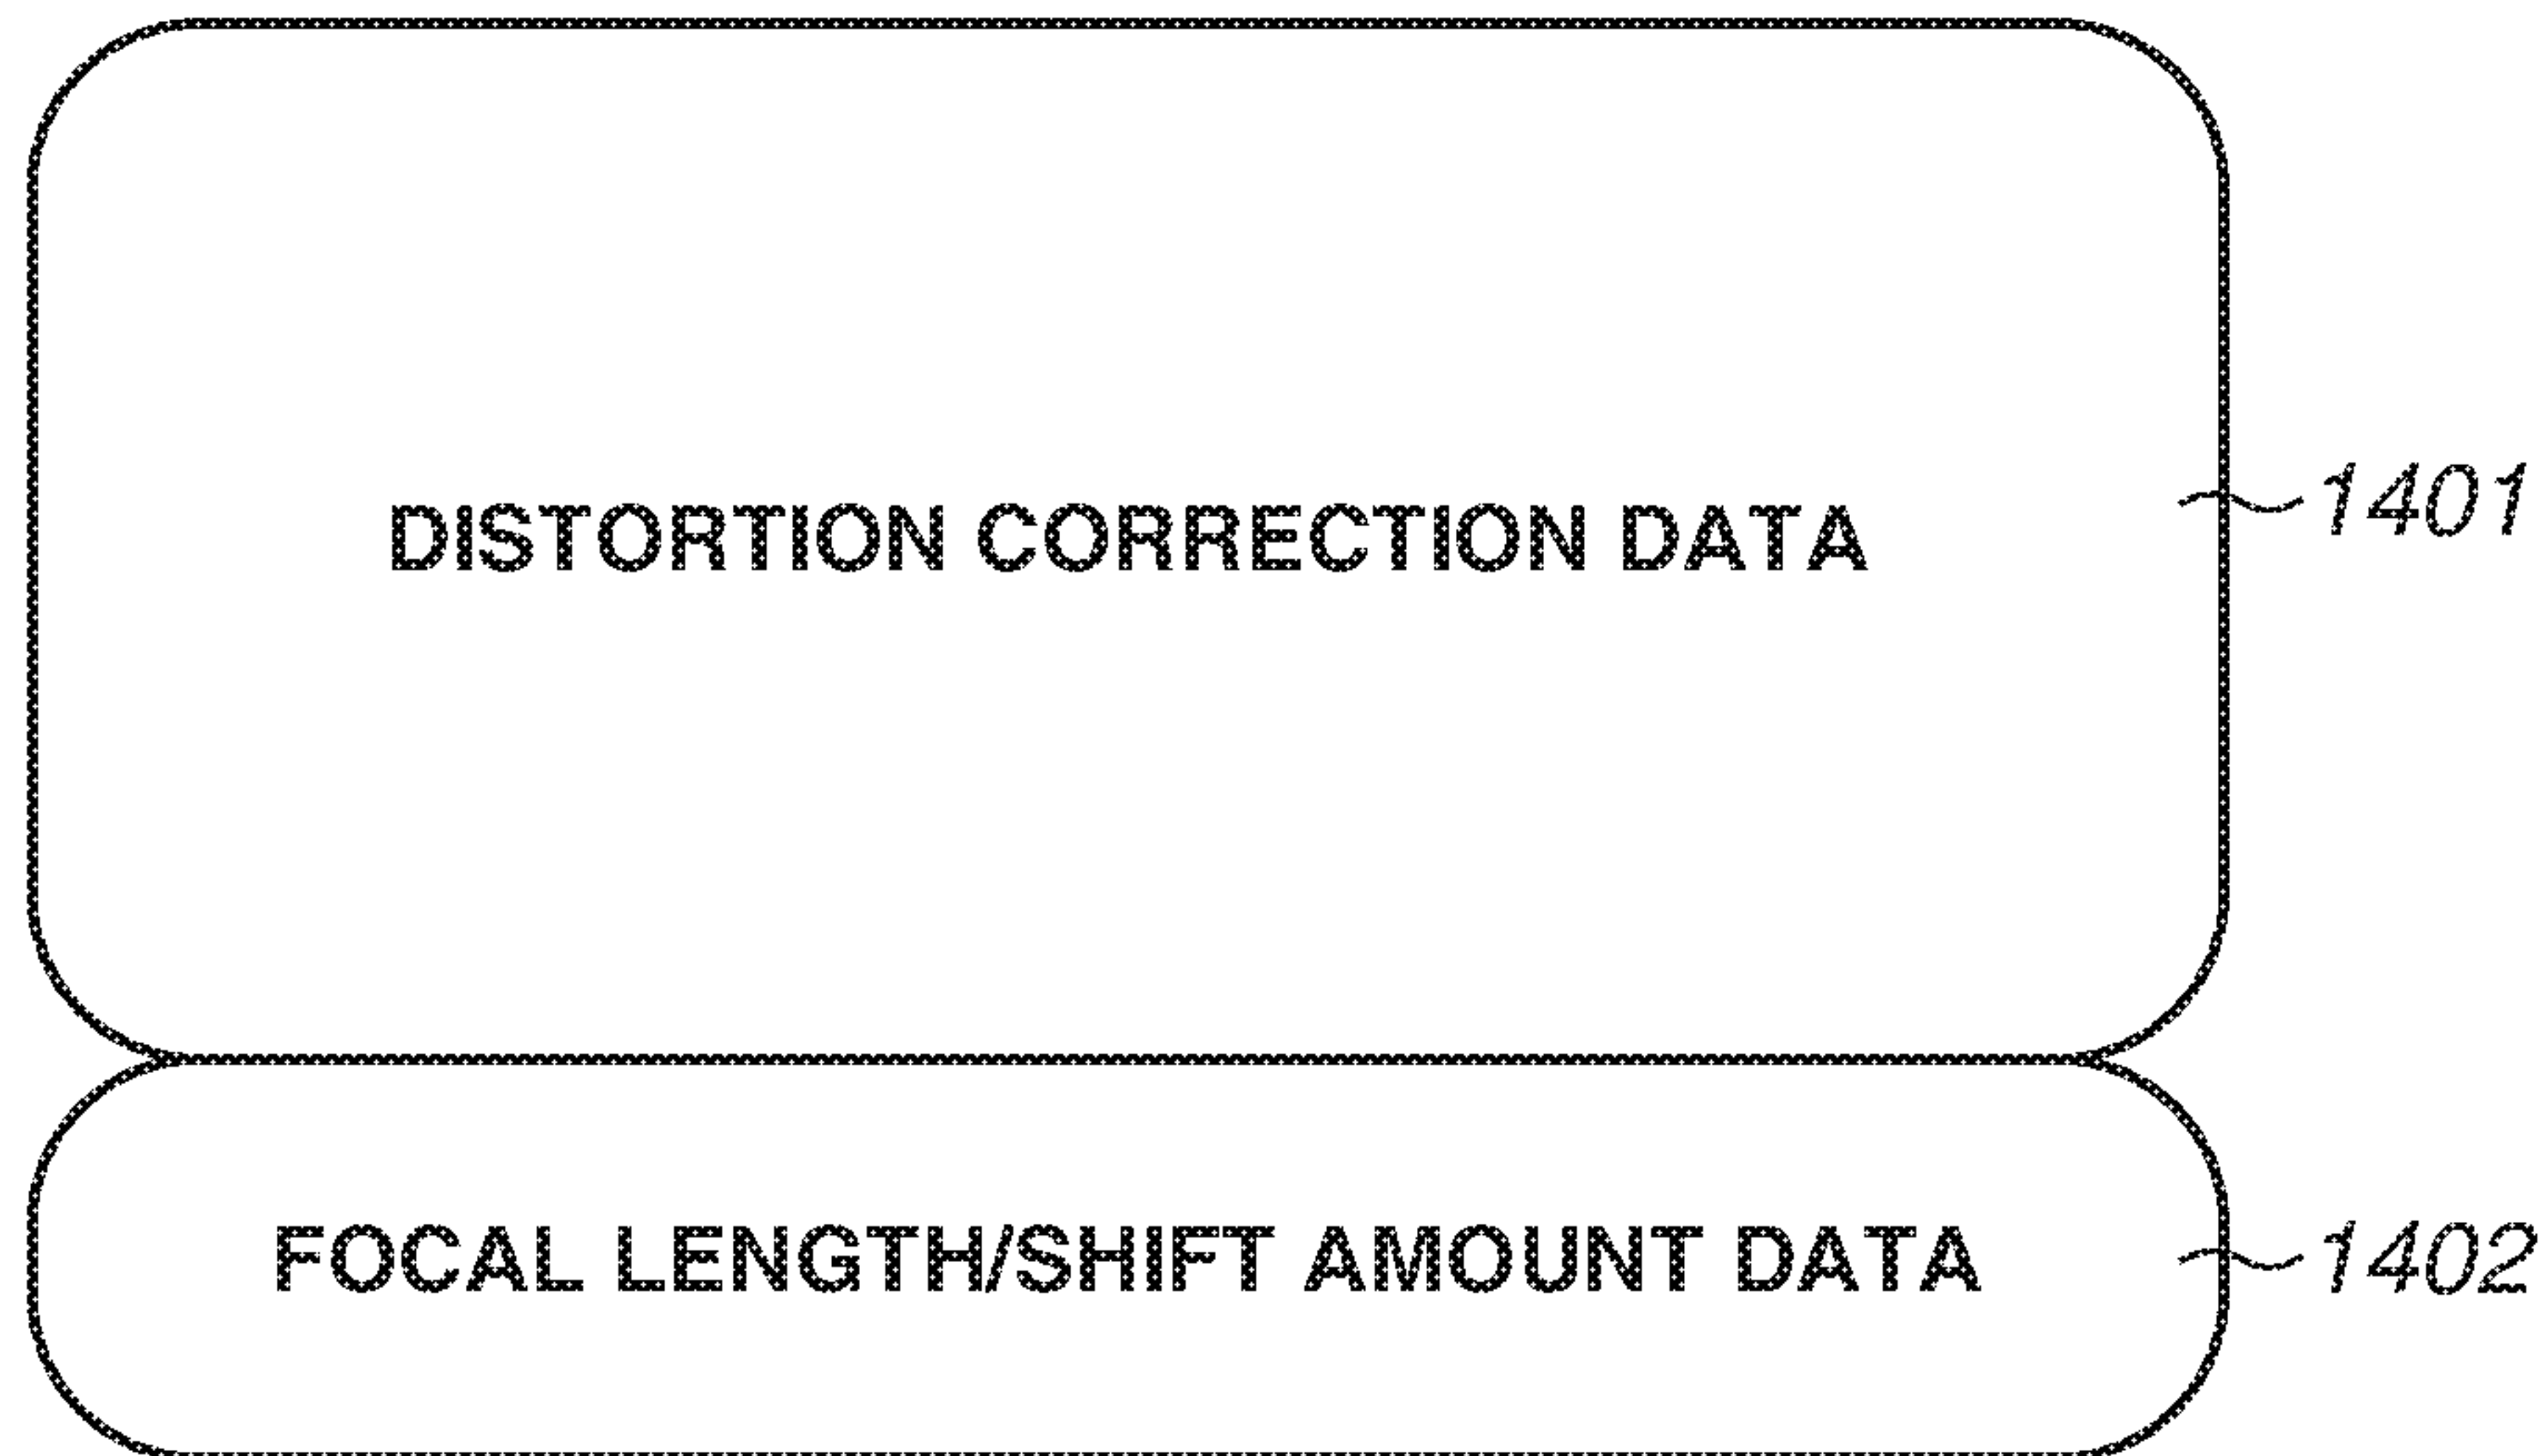 DISTORTION CORRECTION DATA
1401
FOCAL LENGTH/SHIFT AMOUNT DATA
1402